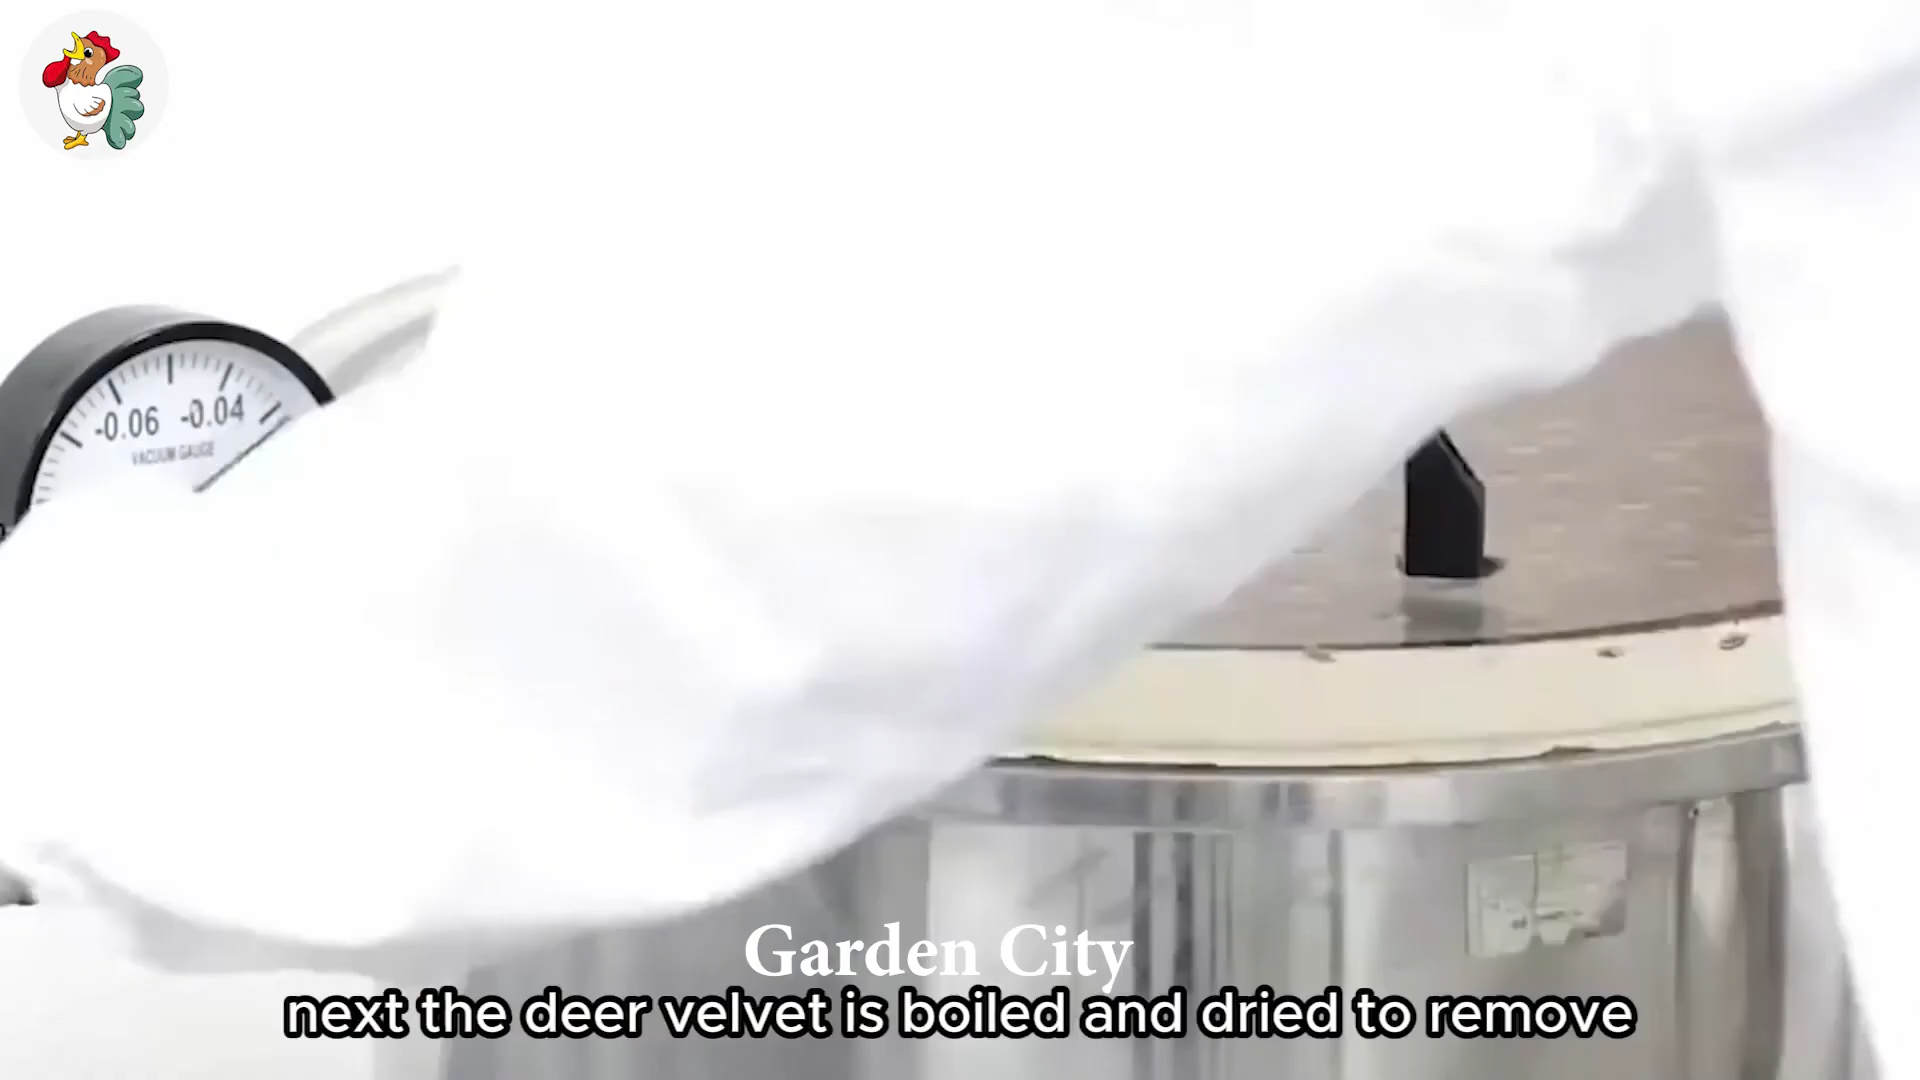 -0.06 -0.04
VACUUM GAUGE
Garden City
next the deer velvet is boiled and dried to remove